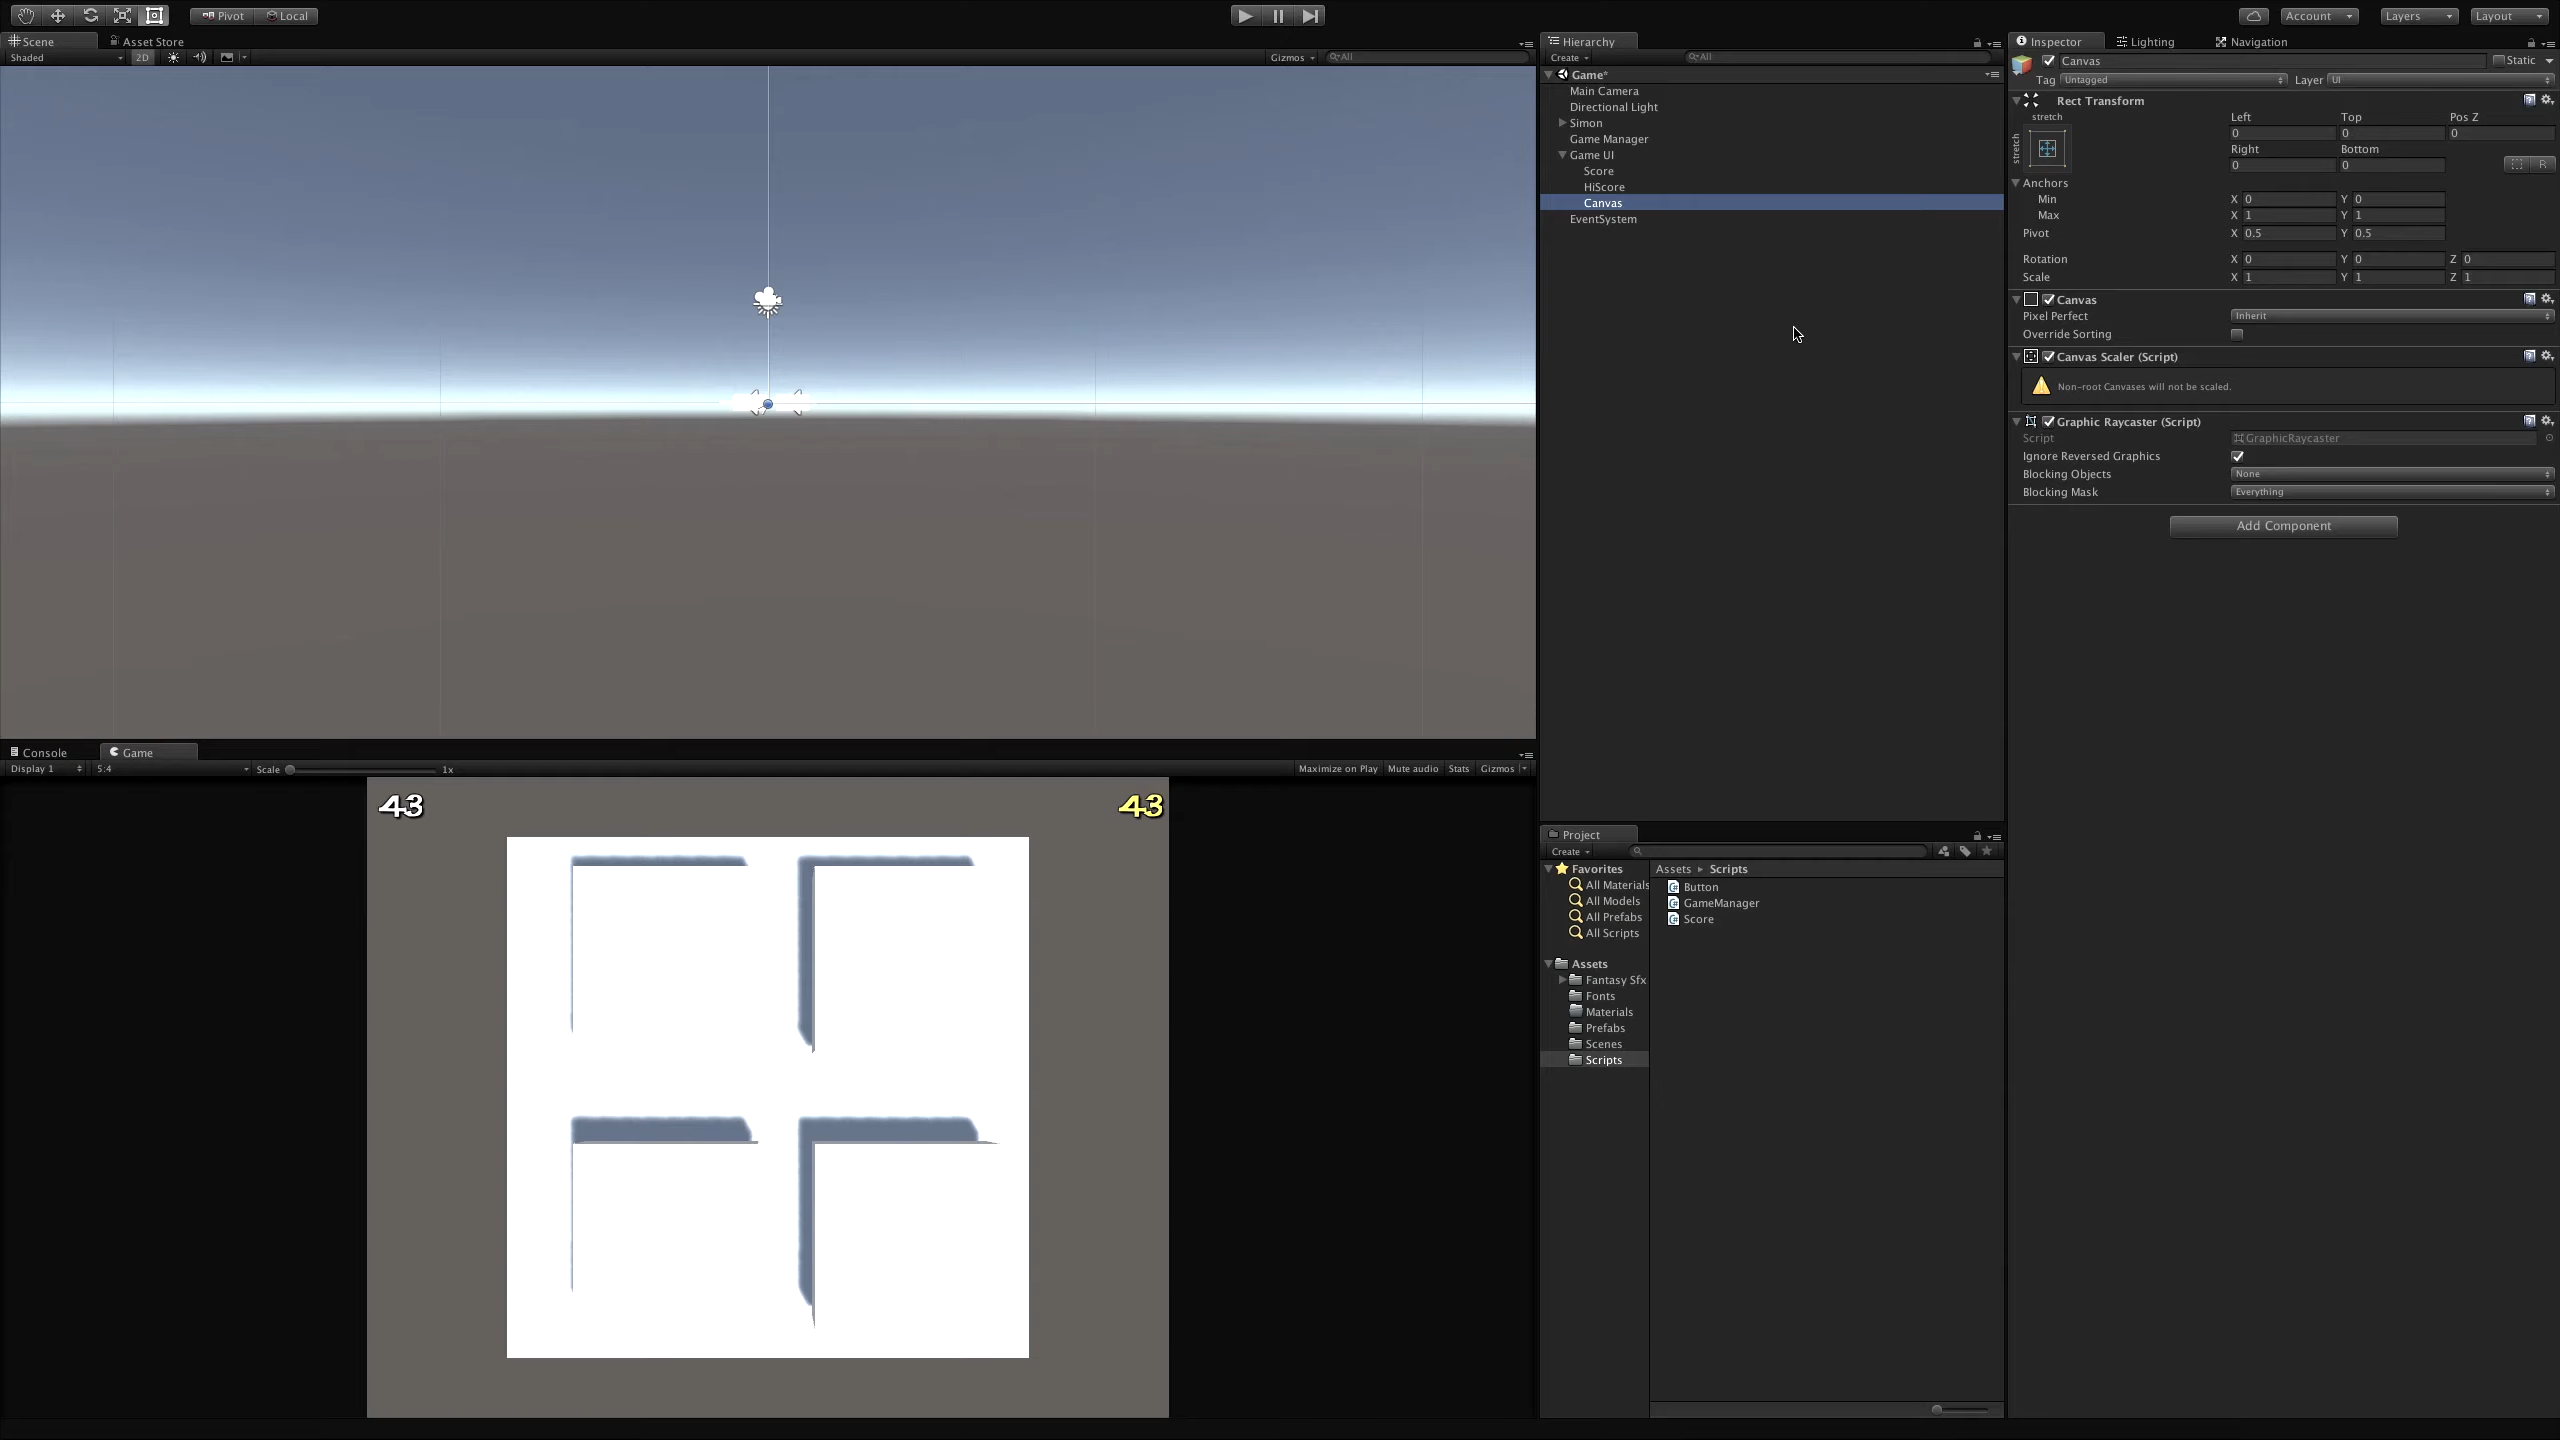 Pivot Local
Account Layers Layout
Scene Asset Store
Shaded 2D Gizmos All
Hierarchy
Create All
Game*
Main Camera
Directional Light
Simon
Game Manager
Game UI
Score
HiScore
Canvas
EventSystem
Inspector Lighting Navigation
Canvas Static
Tag Untagged Layer UI
Rect Transform
stretch
stretch
Left Top Pos Z
0 0 0
Right Bottom
0 0 R
Anchors
Min X 0 Y 0
Max X 1 Y 1
Pivot X 0.5 Y 0.5
Rotation X 0 Y 0 Z 0
Scale X 1 Y 1 Z 1
Canvas
Pixel Perfect Inherit
Override Sorting
Canvas Scaler (Script)
Non-root Canvases will not be scaled.
Graphic Raycaster (Script)
Script GraphicRaycaster
Ignore Reversed Graphics
Blocking Objects None
Blocking Mask Everything
Add Component
Console Game
Display 1 5:4 Scale 1x Maximize on Play Mute audio Stats Gizmos
43 43
Project
Create
Favorites
All Materials
All Models
All Prefabs
All Scripts
Assets
Fantasy Sfx
Fonts
Materials
Prefabs
Scenes
Scripts
Assets Scripts
Button
GameManager
Score